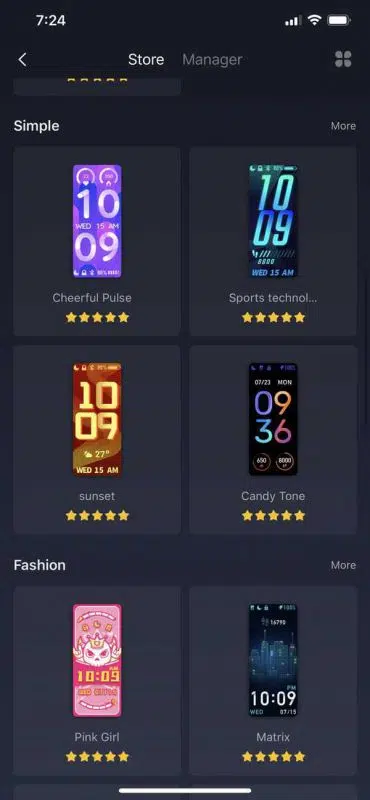 7:24
Store Manager
Simple More
10
09
WED 15 AM
Cheerful Pulse
10
09
8600
WED 15 AM
Sports technol...
10
09
27°
WED 15 AM
sunset
07/23 MON
09
36
650 8000
Candy Tone
Fashion More
10:09
Pink Girl
100%
16790
PM
10:09
WED 07/15
Matrix